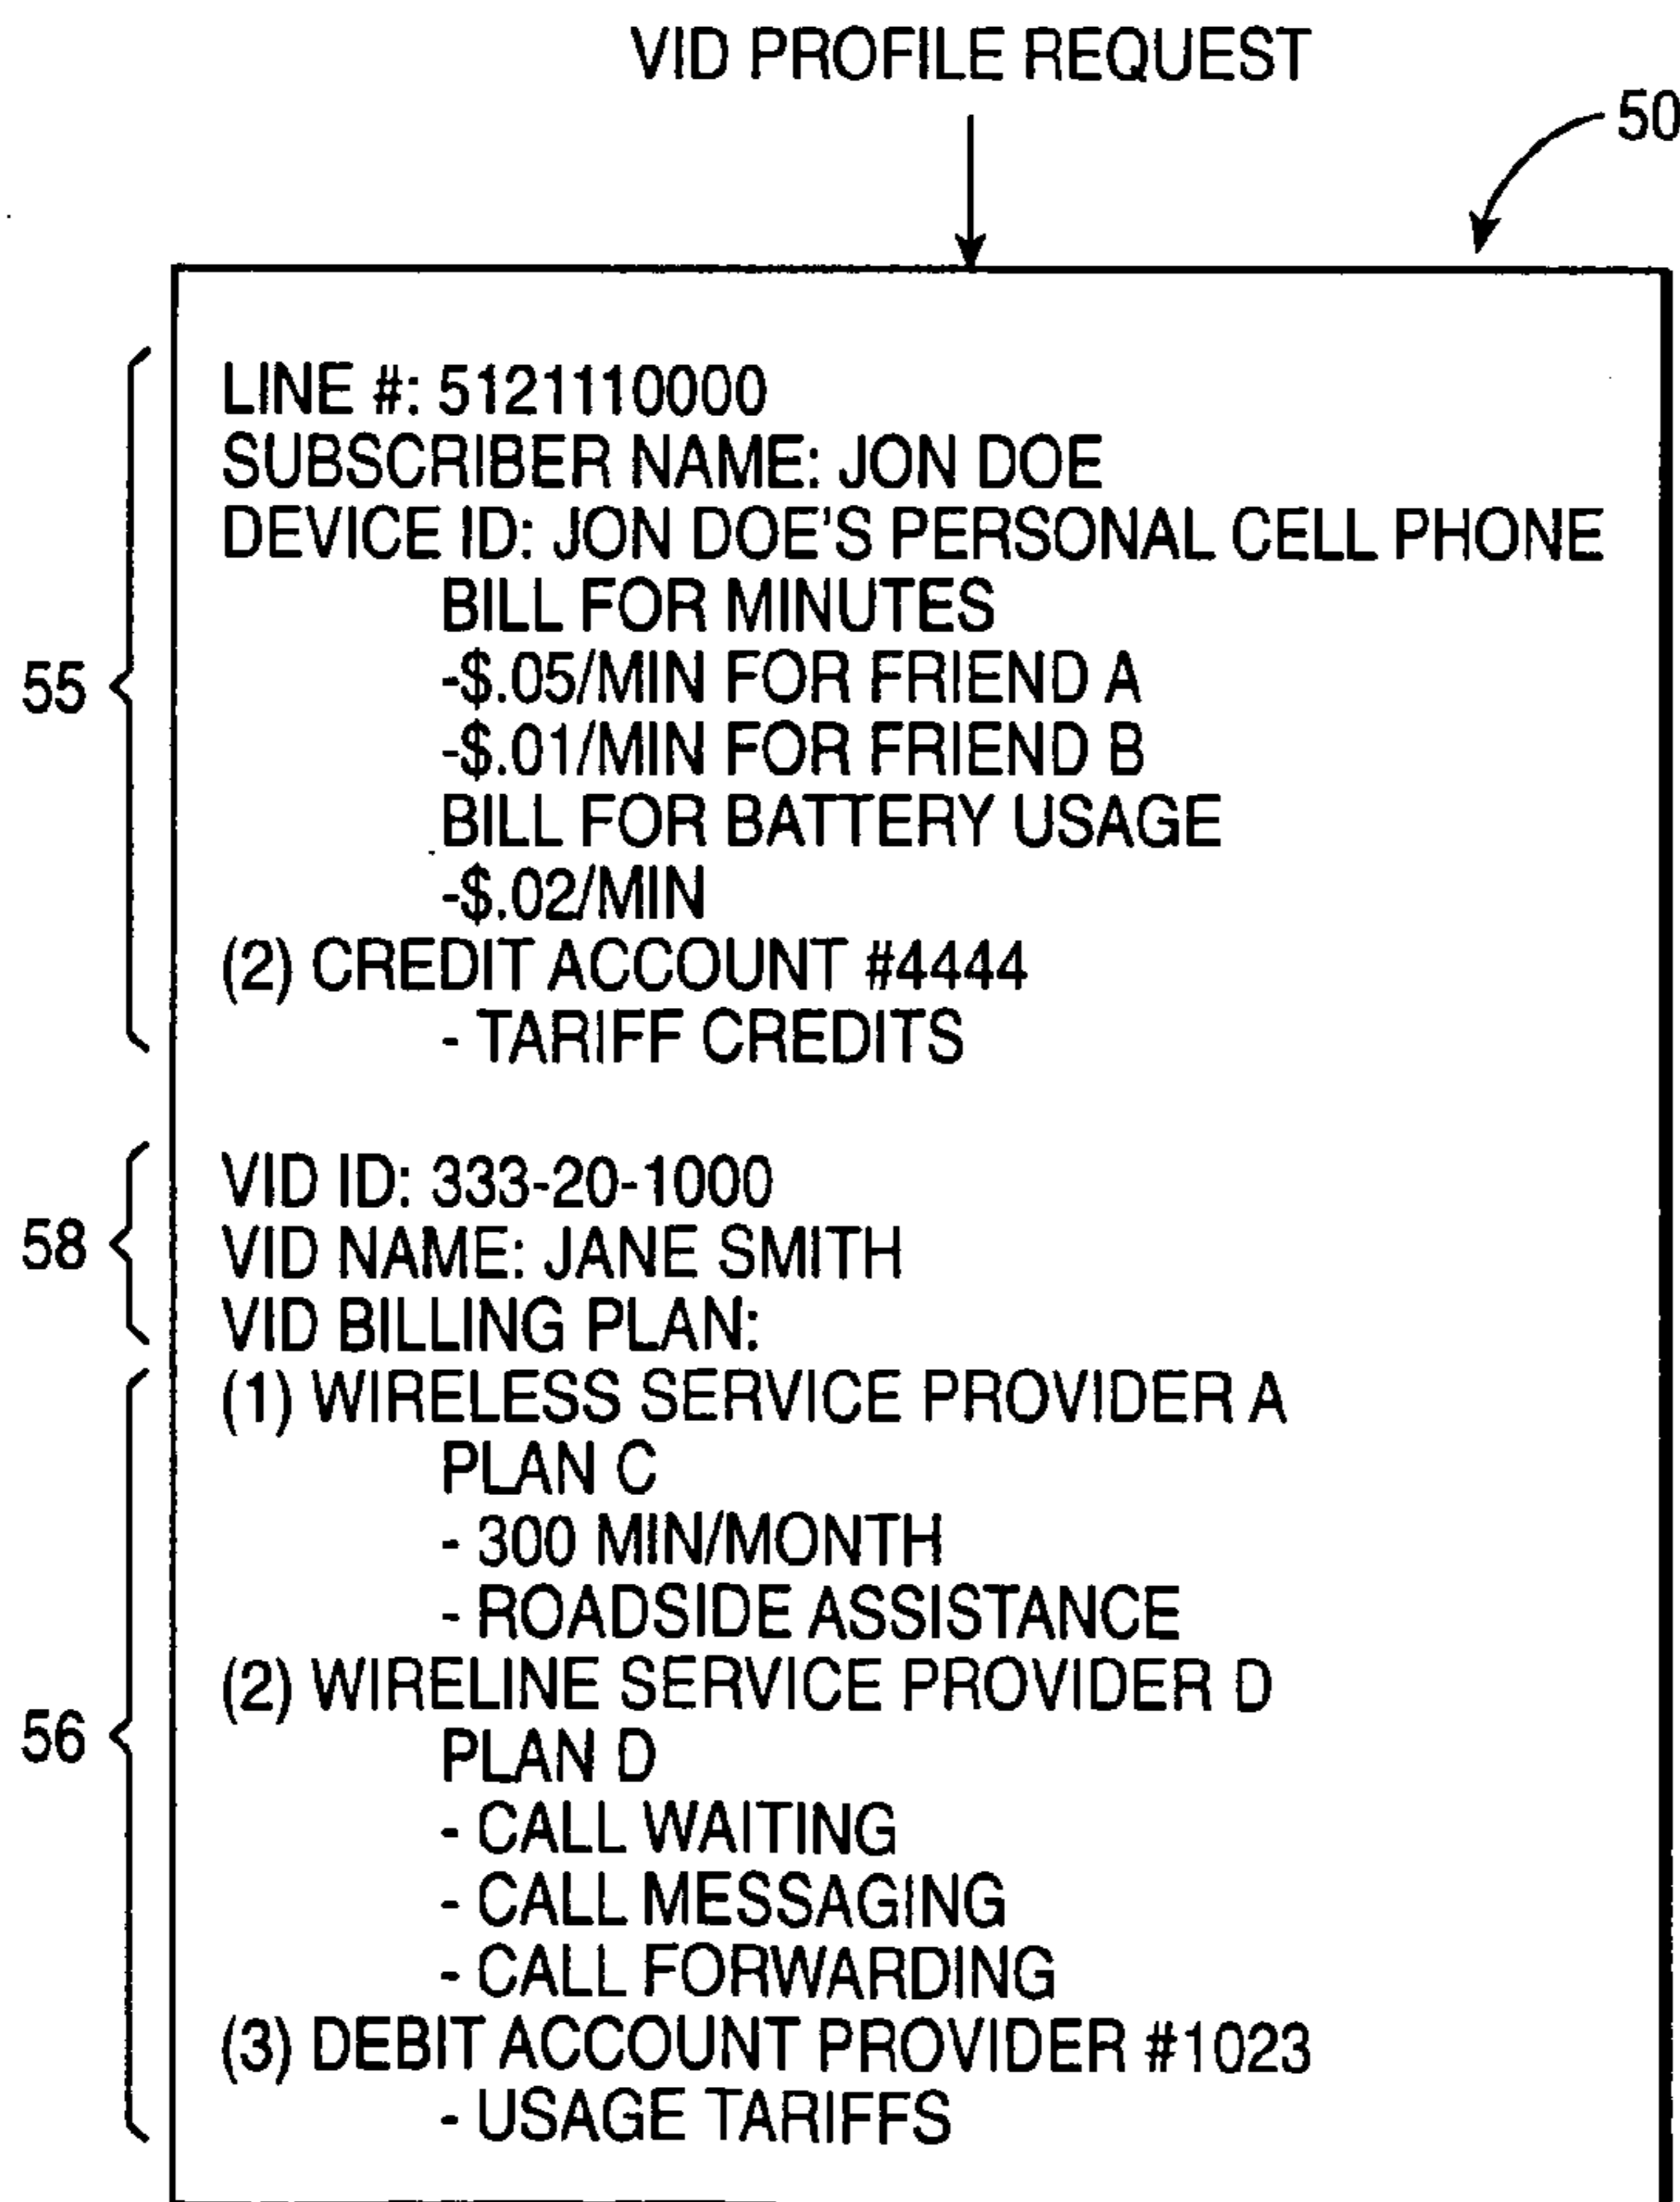 VID PROFILE REQUEST
50
55
LINE #: 5121110000
SUBSCRIBER NAME: JON DOE
DEVICE ID: JON DOE'S PERSONAL CELL PHONE
BILL FOR MINUTES
-$.05/MIN FOR FRIEND A
-$.01/MIN FOR FRIEND B
BILL FOR BATTERY USAGE
-$.02/MIN
(2) CREDIT ACCOUNT #4444
- TARIFF CREDITS
58
VID ID: 333-20-1000
VID NAME: JANE SMITH
VID BILLING PLAN:
56
(1) WIRELESS SERVICE PROVIDER A
PLAN C
- 300 MIN/MONTH
- ROADSIDE ASSISTANCE
(2) WIRELINE SERVICE PROVIDER D
PLAN D
- CALL WAITING
- CALL MESSAGING
- CALL FORWARDING
(3) DEBIT ACCOUNT PROVIDER #1023
- USAGE TARIFFS